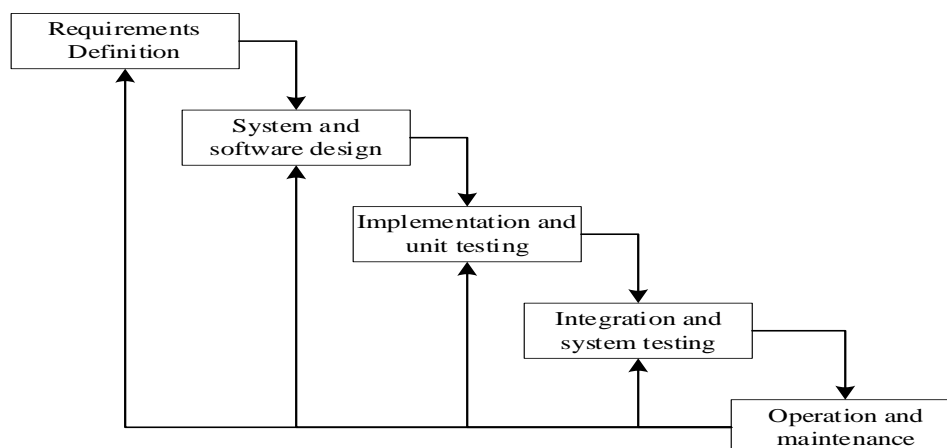 Requirements
Definition
System and
software design
Implementation and
unit testing
Integration and
system testing
Operation and
maintenance